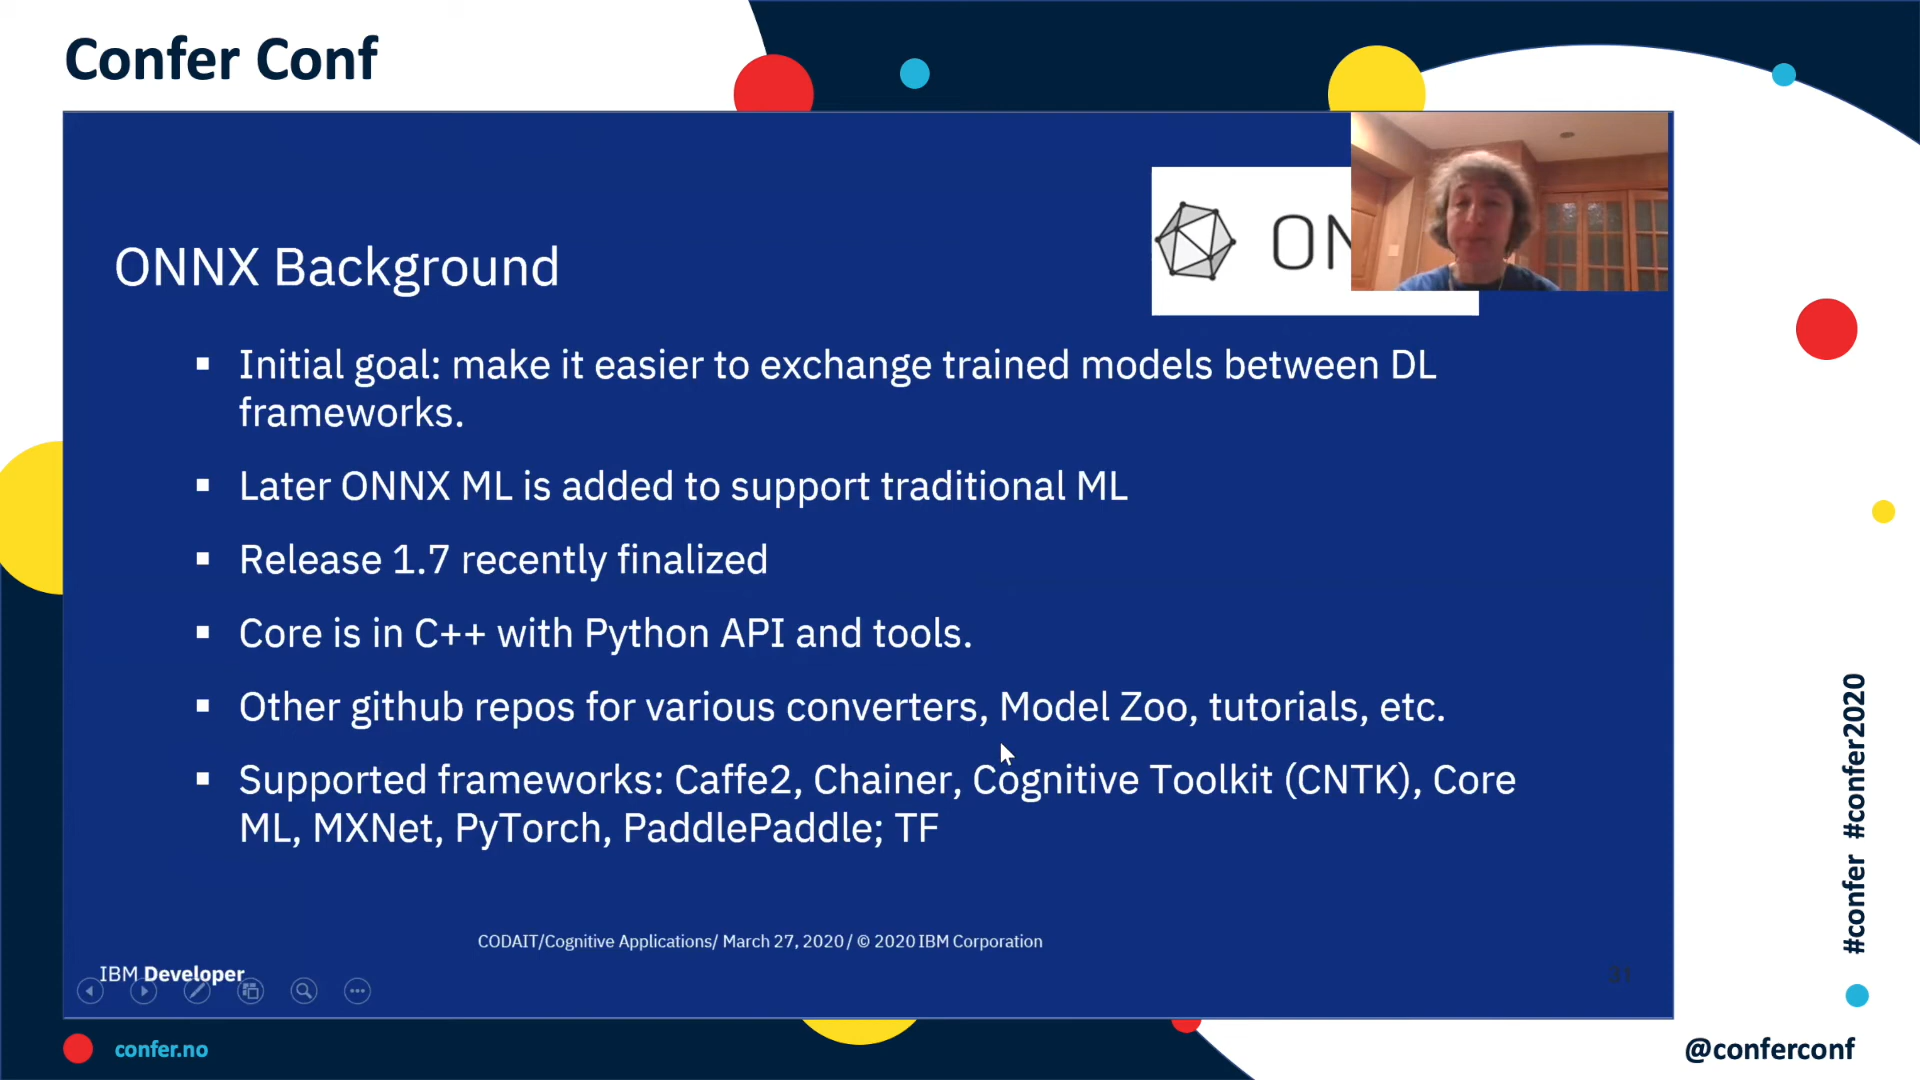 Confer Conf
ONNX Background
▪ Initial goal: make it easier to exchange trained models between DL
frameworks.
▪ Later ONNX ML is added to support traditional ML
▪ Release 1.7 recently finalized
▪ Core is in C++ with Python API and tools.
▪ Other github repos for various converters, Model Zoo, tutorials, etc.
▪ Supported frameworks: Caffe2, Chainer, Cognitive Toolkit (CNTK), Core
ML, MXNet, PyTorch, PaddlePaddle; TF
CODAIT/Cognitive Applications/ March 27, 2020 / © 2020 IBM Corporation
IBM Developer
31
#confer #confer2020
confer.no
@conferconf